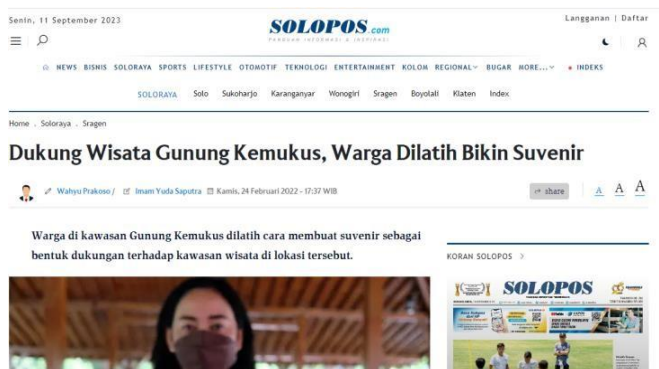 Senin, 11 September 2023
Langganan | Daftar
SOLOPOS.com
PANDUAN INFORMASI & INSPIRASI
NEWS BISNIS SOLORAYA SPORTS LIFESTYLE OTOMOTIF TEKNOLOGI ENTERTAINMENT KOLOM REGIONAL BUGAR MORE... INDEKS
SOLORAYA Solo Sukoharjo Karanganyar Wonogiri Sragen Boyolali Klaten Index
Home . Soloraya . Sragen
Dukung Wisata Gunung Kemukus, Warga Dilatih Bikin Suvenir
Wahyu Prakoso / Imam Yuda Saputra Kamis, 24 Februari 2022 - 17:37 WIB
share A A A
Warga di kawasan Gunung Kemukus dilatih cara membuat suvenir sebagai
bentuk dukungan terhadap kawasan wisata di lokasi tersebut.
KORAN SOLOPOS
SOLOPOS